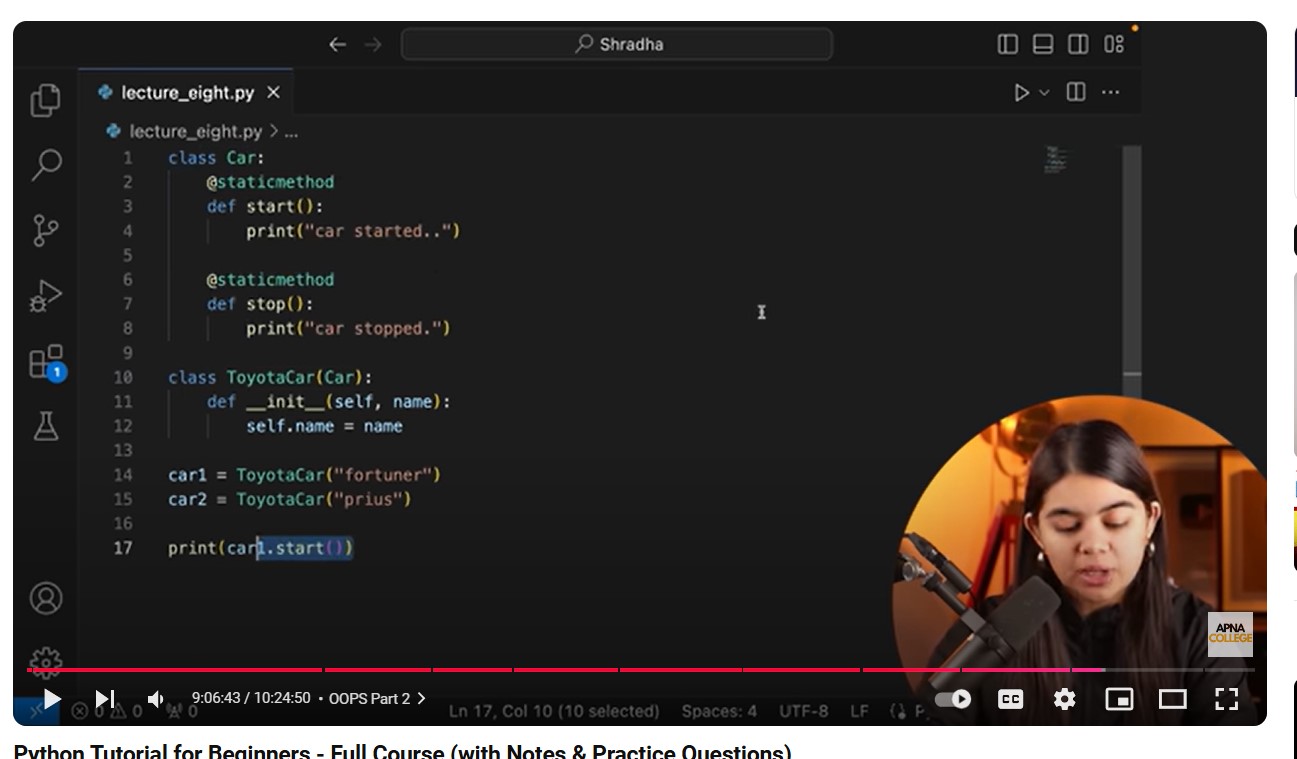 Shradha
lecture_eight.py
lecture_eight.py > ...
1 class Car:
2 @staticmethod
3 def start():
4 print("car started..")
5
6 @staticmethod
7 def stop():
8 print("car stopped.")
9
10 class ToyotaCar(Car):
11 def __init__(self, name):
12 self.name = name
13
14 car1 = ToyotaCar("fortuner")
15 car2 = ToyotaCar("prius")
16
17 print(car1.start())
1
APNA
COLLEGE
9:06:43 / 10:24:50 • OOPS Part 2 >
CC
0 0 0
Ln 17, Col 10 (10 selected) Spaces: 4 UTF-8 LF
Python Tutorial for Beginners - Full Course (with Notes & Practice Questions)